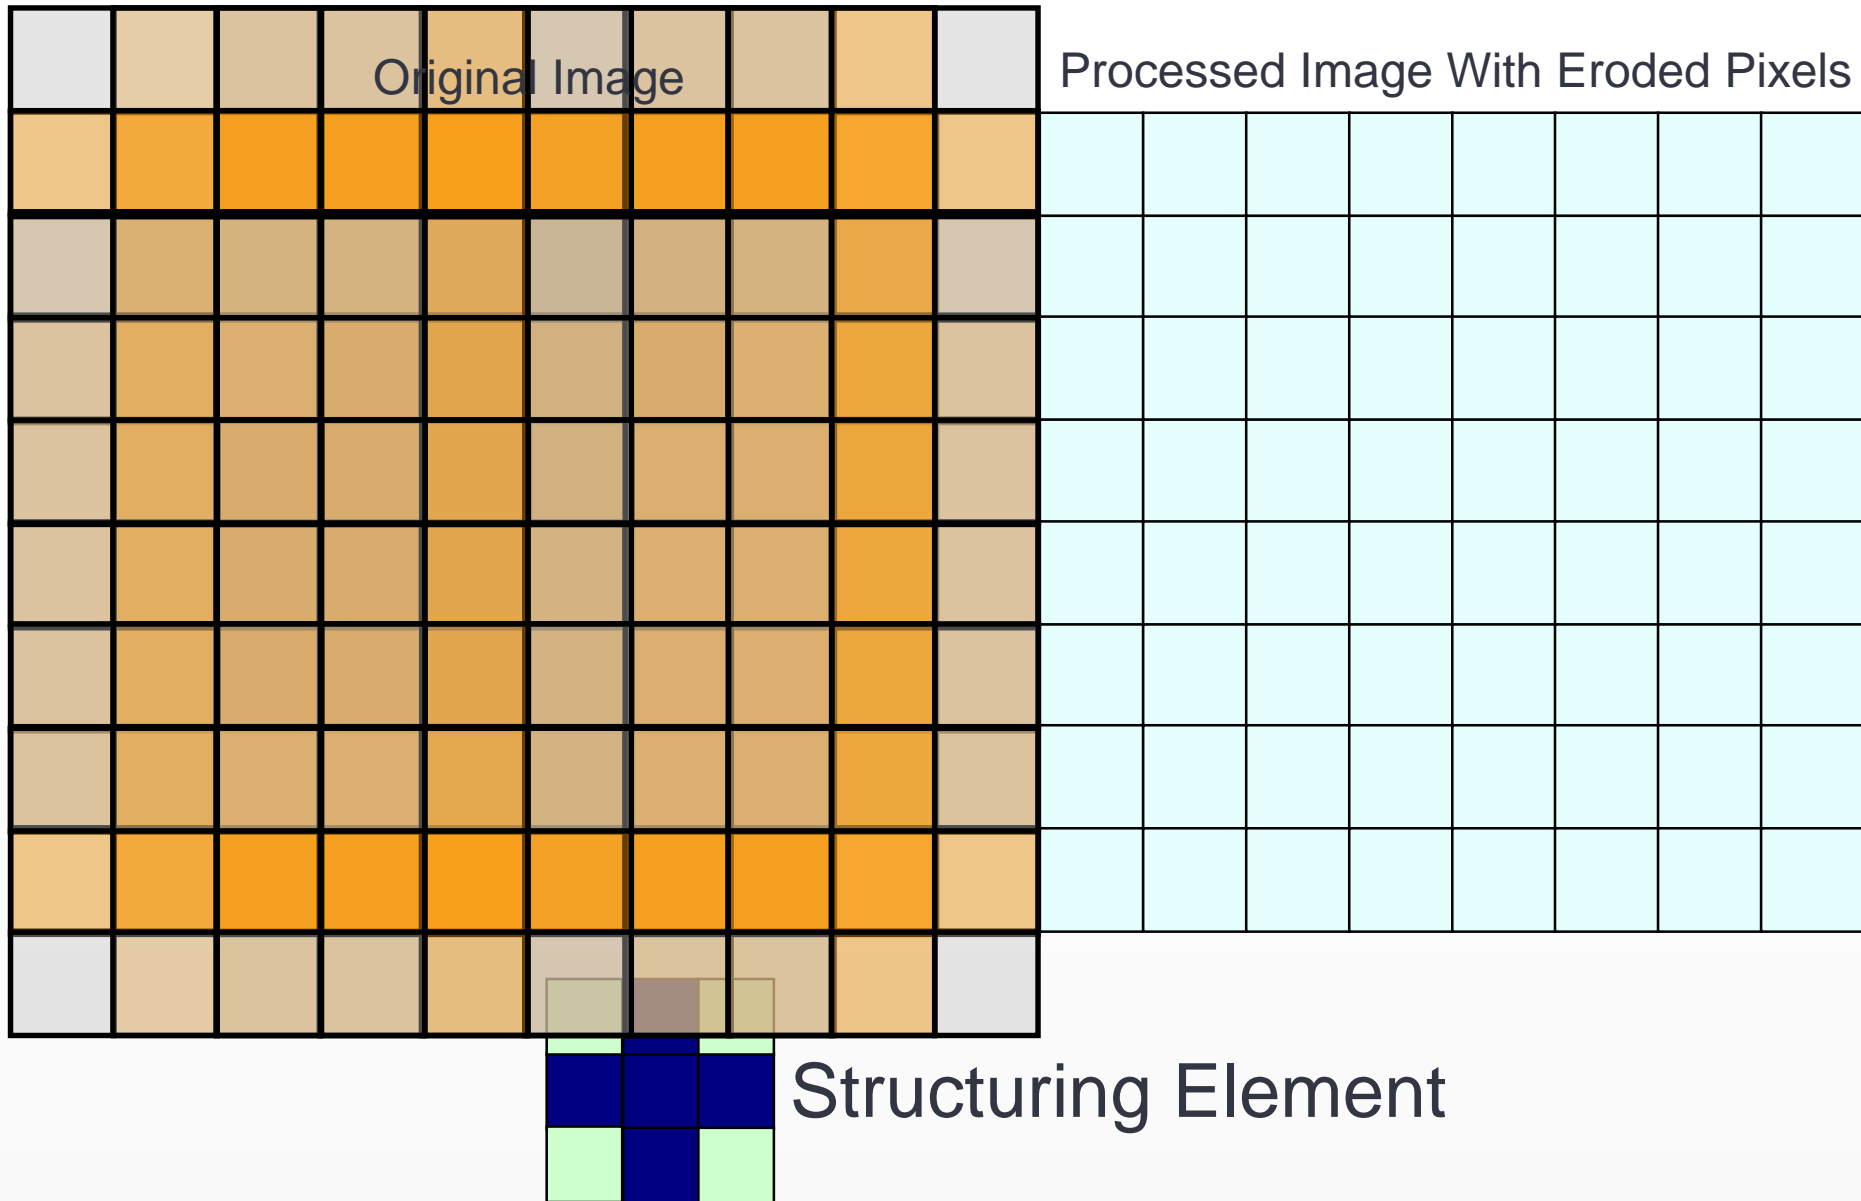 Original Image
Processed Image With Eroded Pixels
Structuring Element